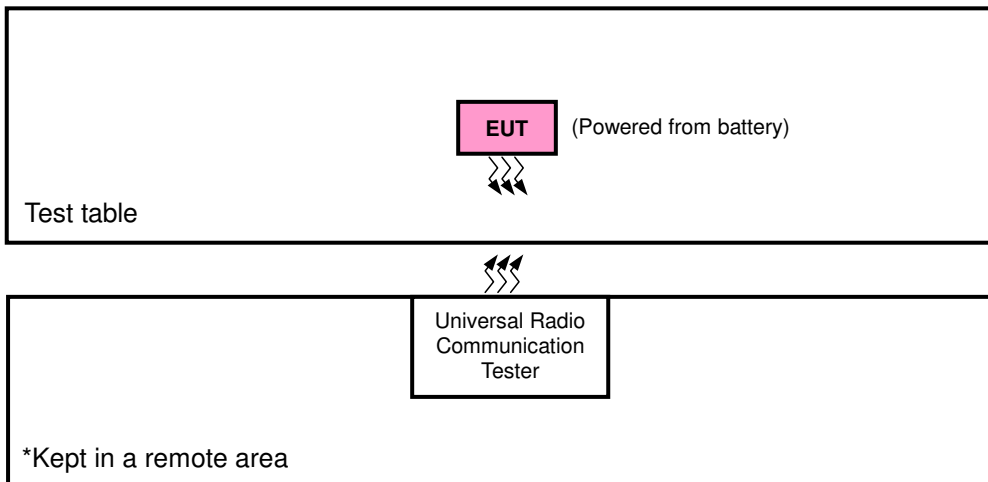 EUT
(Powered from battery)
Test table
Universal Radio
Communication
Tester
*Kept in a remote area